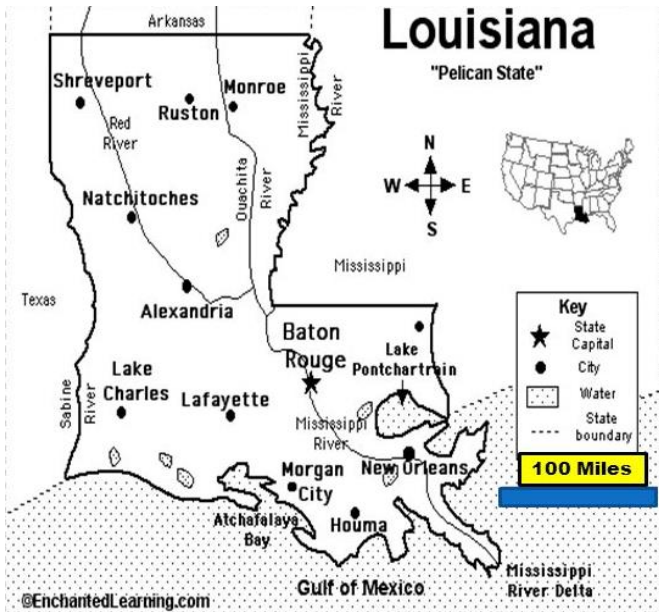 Arkansas
Louisiana
"Pelican State"
Shreveport
Ruston
Monroe
Mississippi
River
Red
River
Ouachita
River
N
W
E
S
Natchitoches
Mississippi
Texas
Alexandria
Key
State
Capital
City
Water
State
boundary
100 Miles
Baton
Rouge
Lake
Pontchartrain
Lake
Charles
Lafayette
Sabine
River
Mississippi
River
New Orleans
Morgan
City
Atchafalaya
Bay
Houma
Mississippi
River Delta
Gulf of Mexico
©EnchantedLearning.com